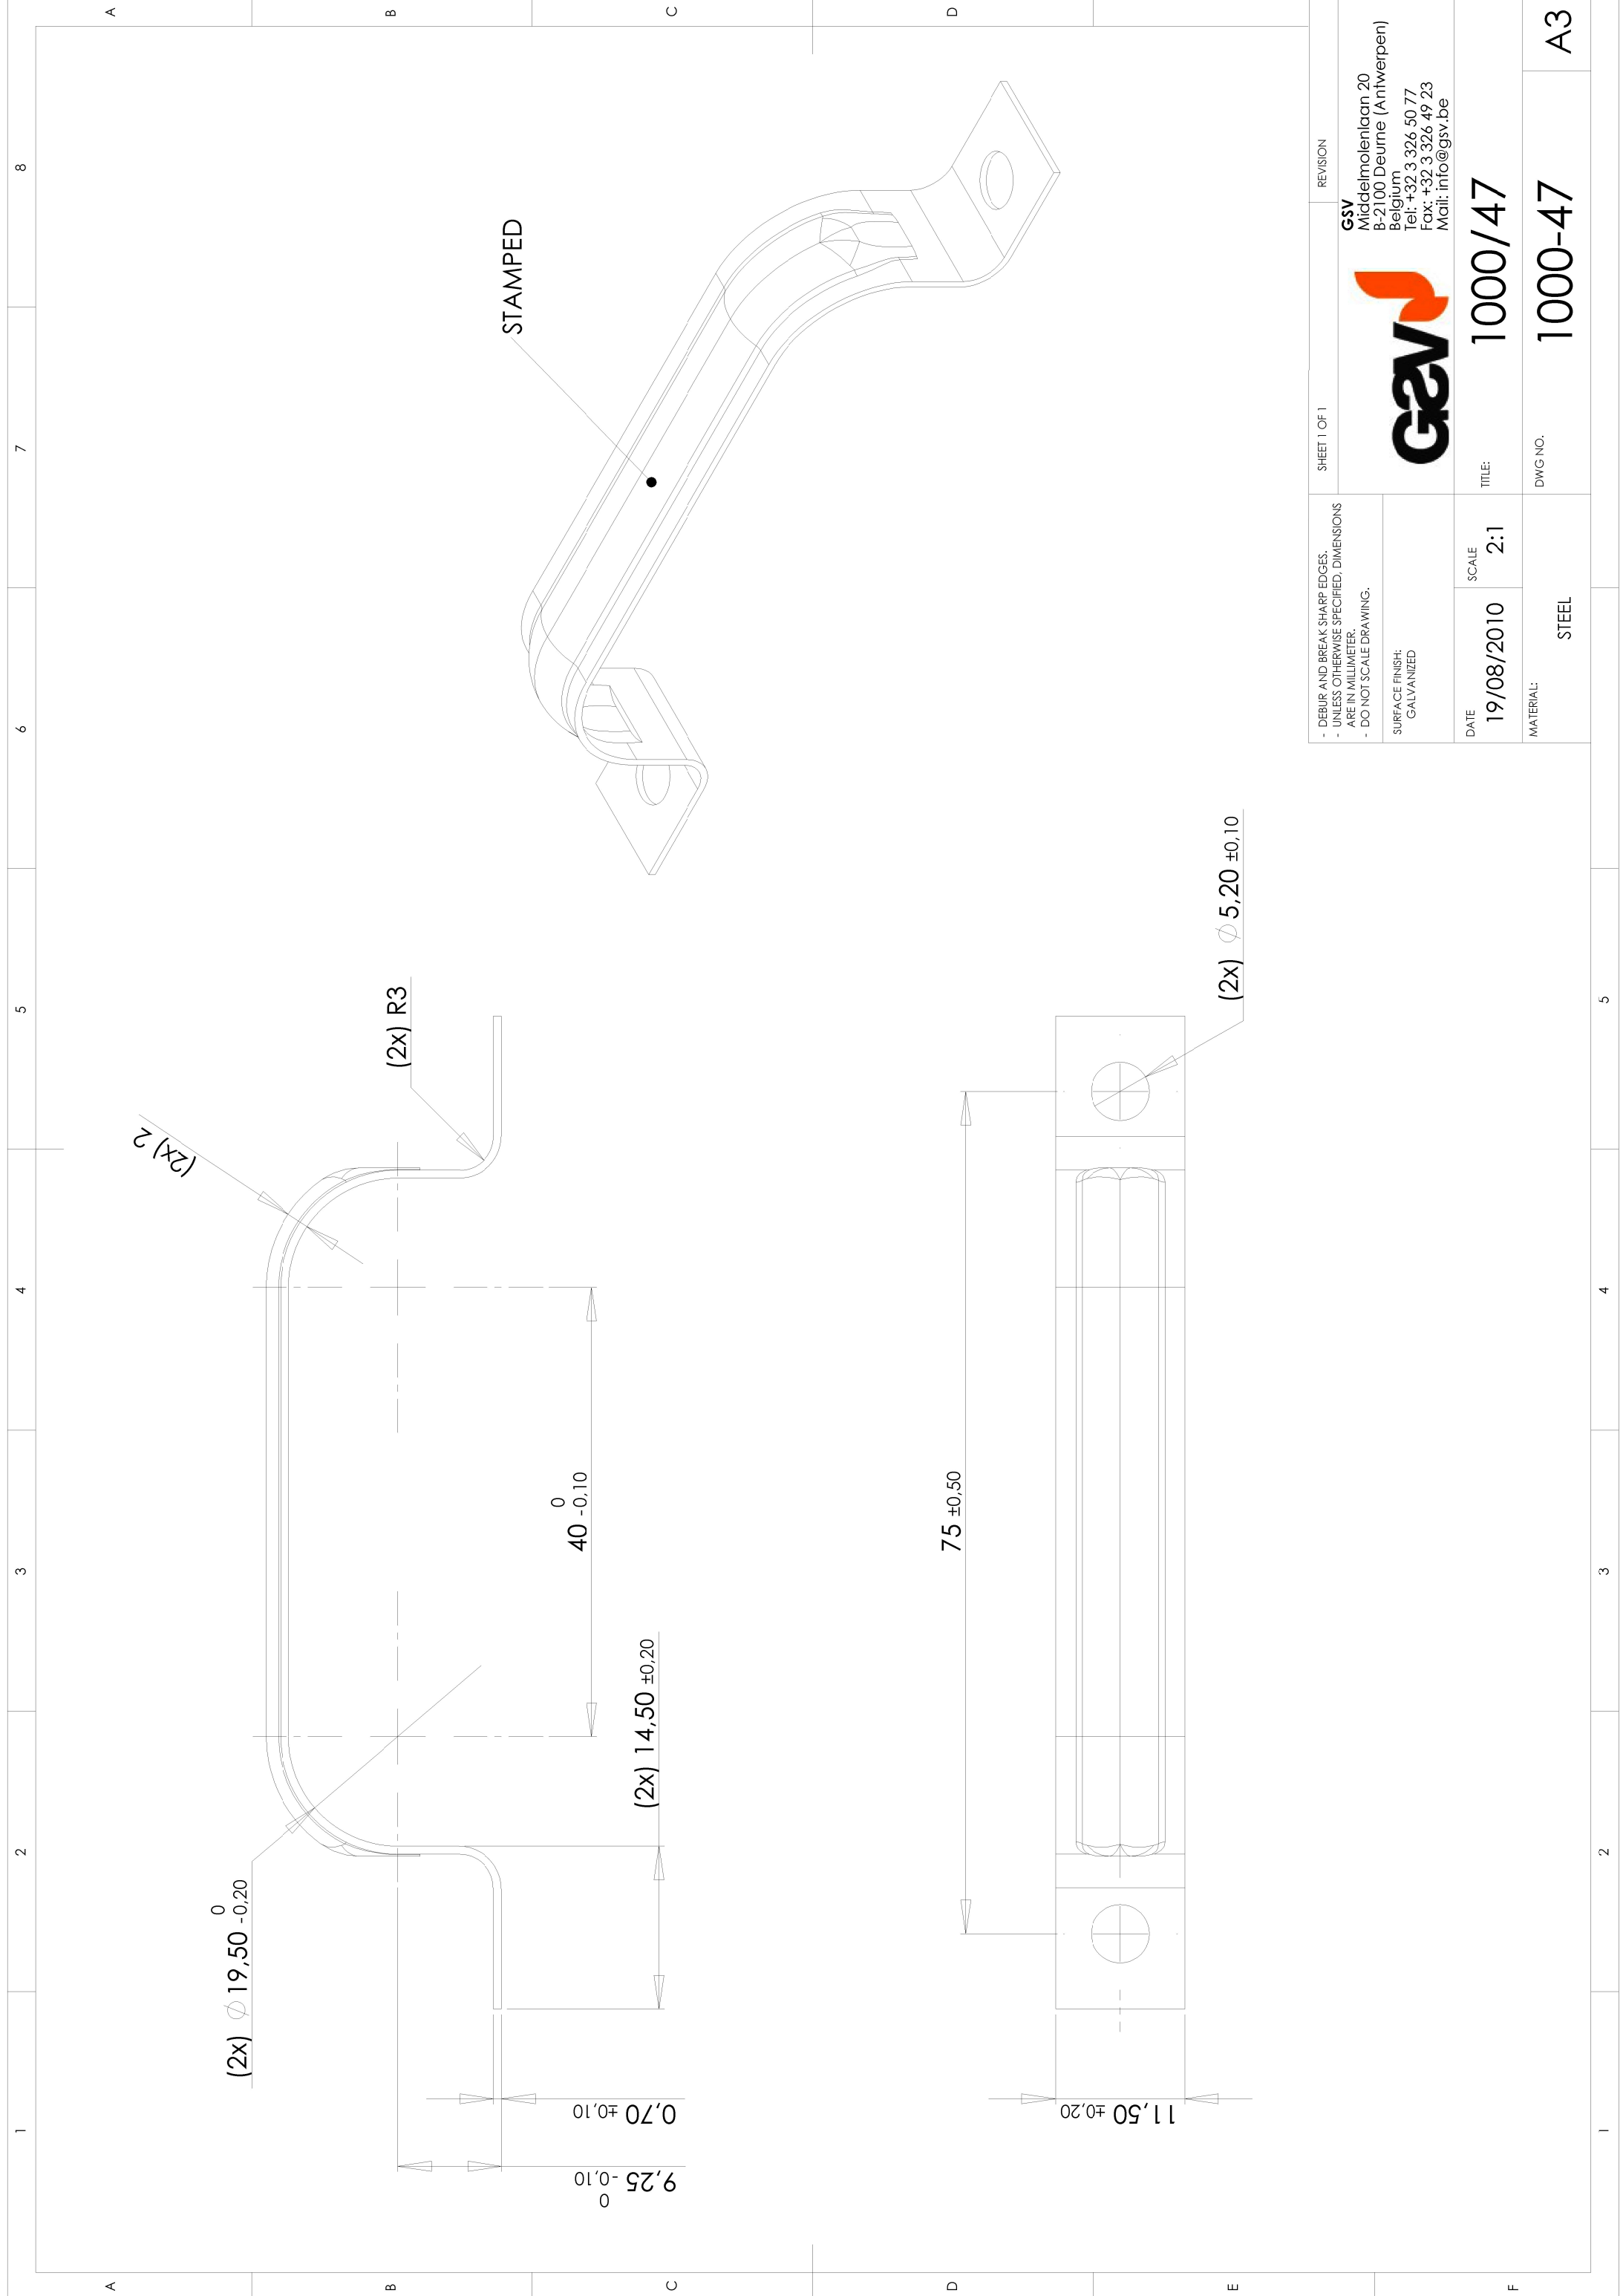 1
2
3
4
5
6
7
8
A
B
C
D
(2x) ∅ 19,50 0 -0,20
(2x) 2
(2x) R3
9,25 0 -0,10
0,70 ±0,10
40 0 -0,10
(2x) 14,50 ±0,20
STAMPED
75 ±0,50
11,50 ±0,20
(2x) ∅ 5,20 ±0,10
A
B
C
D
E
F
1
2
3
4
5
- DEBUR AND BREAK SHARP EDGES.
- UNLESS OTHERWISE SPECIFIED, DIMENSIONS
ARE IN MILLIMETER.
- DO NOT SCALE DRAWING.
SURFACE FINISH:
GALVANIZED
DATE
19/08/2010
SCALE
2:1
MATERIAL:
STEEL
SHEET 1 OF 1
REVISION
GSV
GSV
Middelmolenlaan 20
B-2100 Deurne (Antwerpen)
Belgium
Tel: +32 3 326 50 77
Fax: +32 3 326 49 23
Mail: info@gsv.be
TITLE:
1000/47
DWG NO.
1000-47
A3